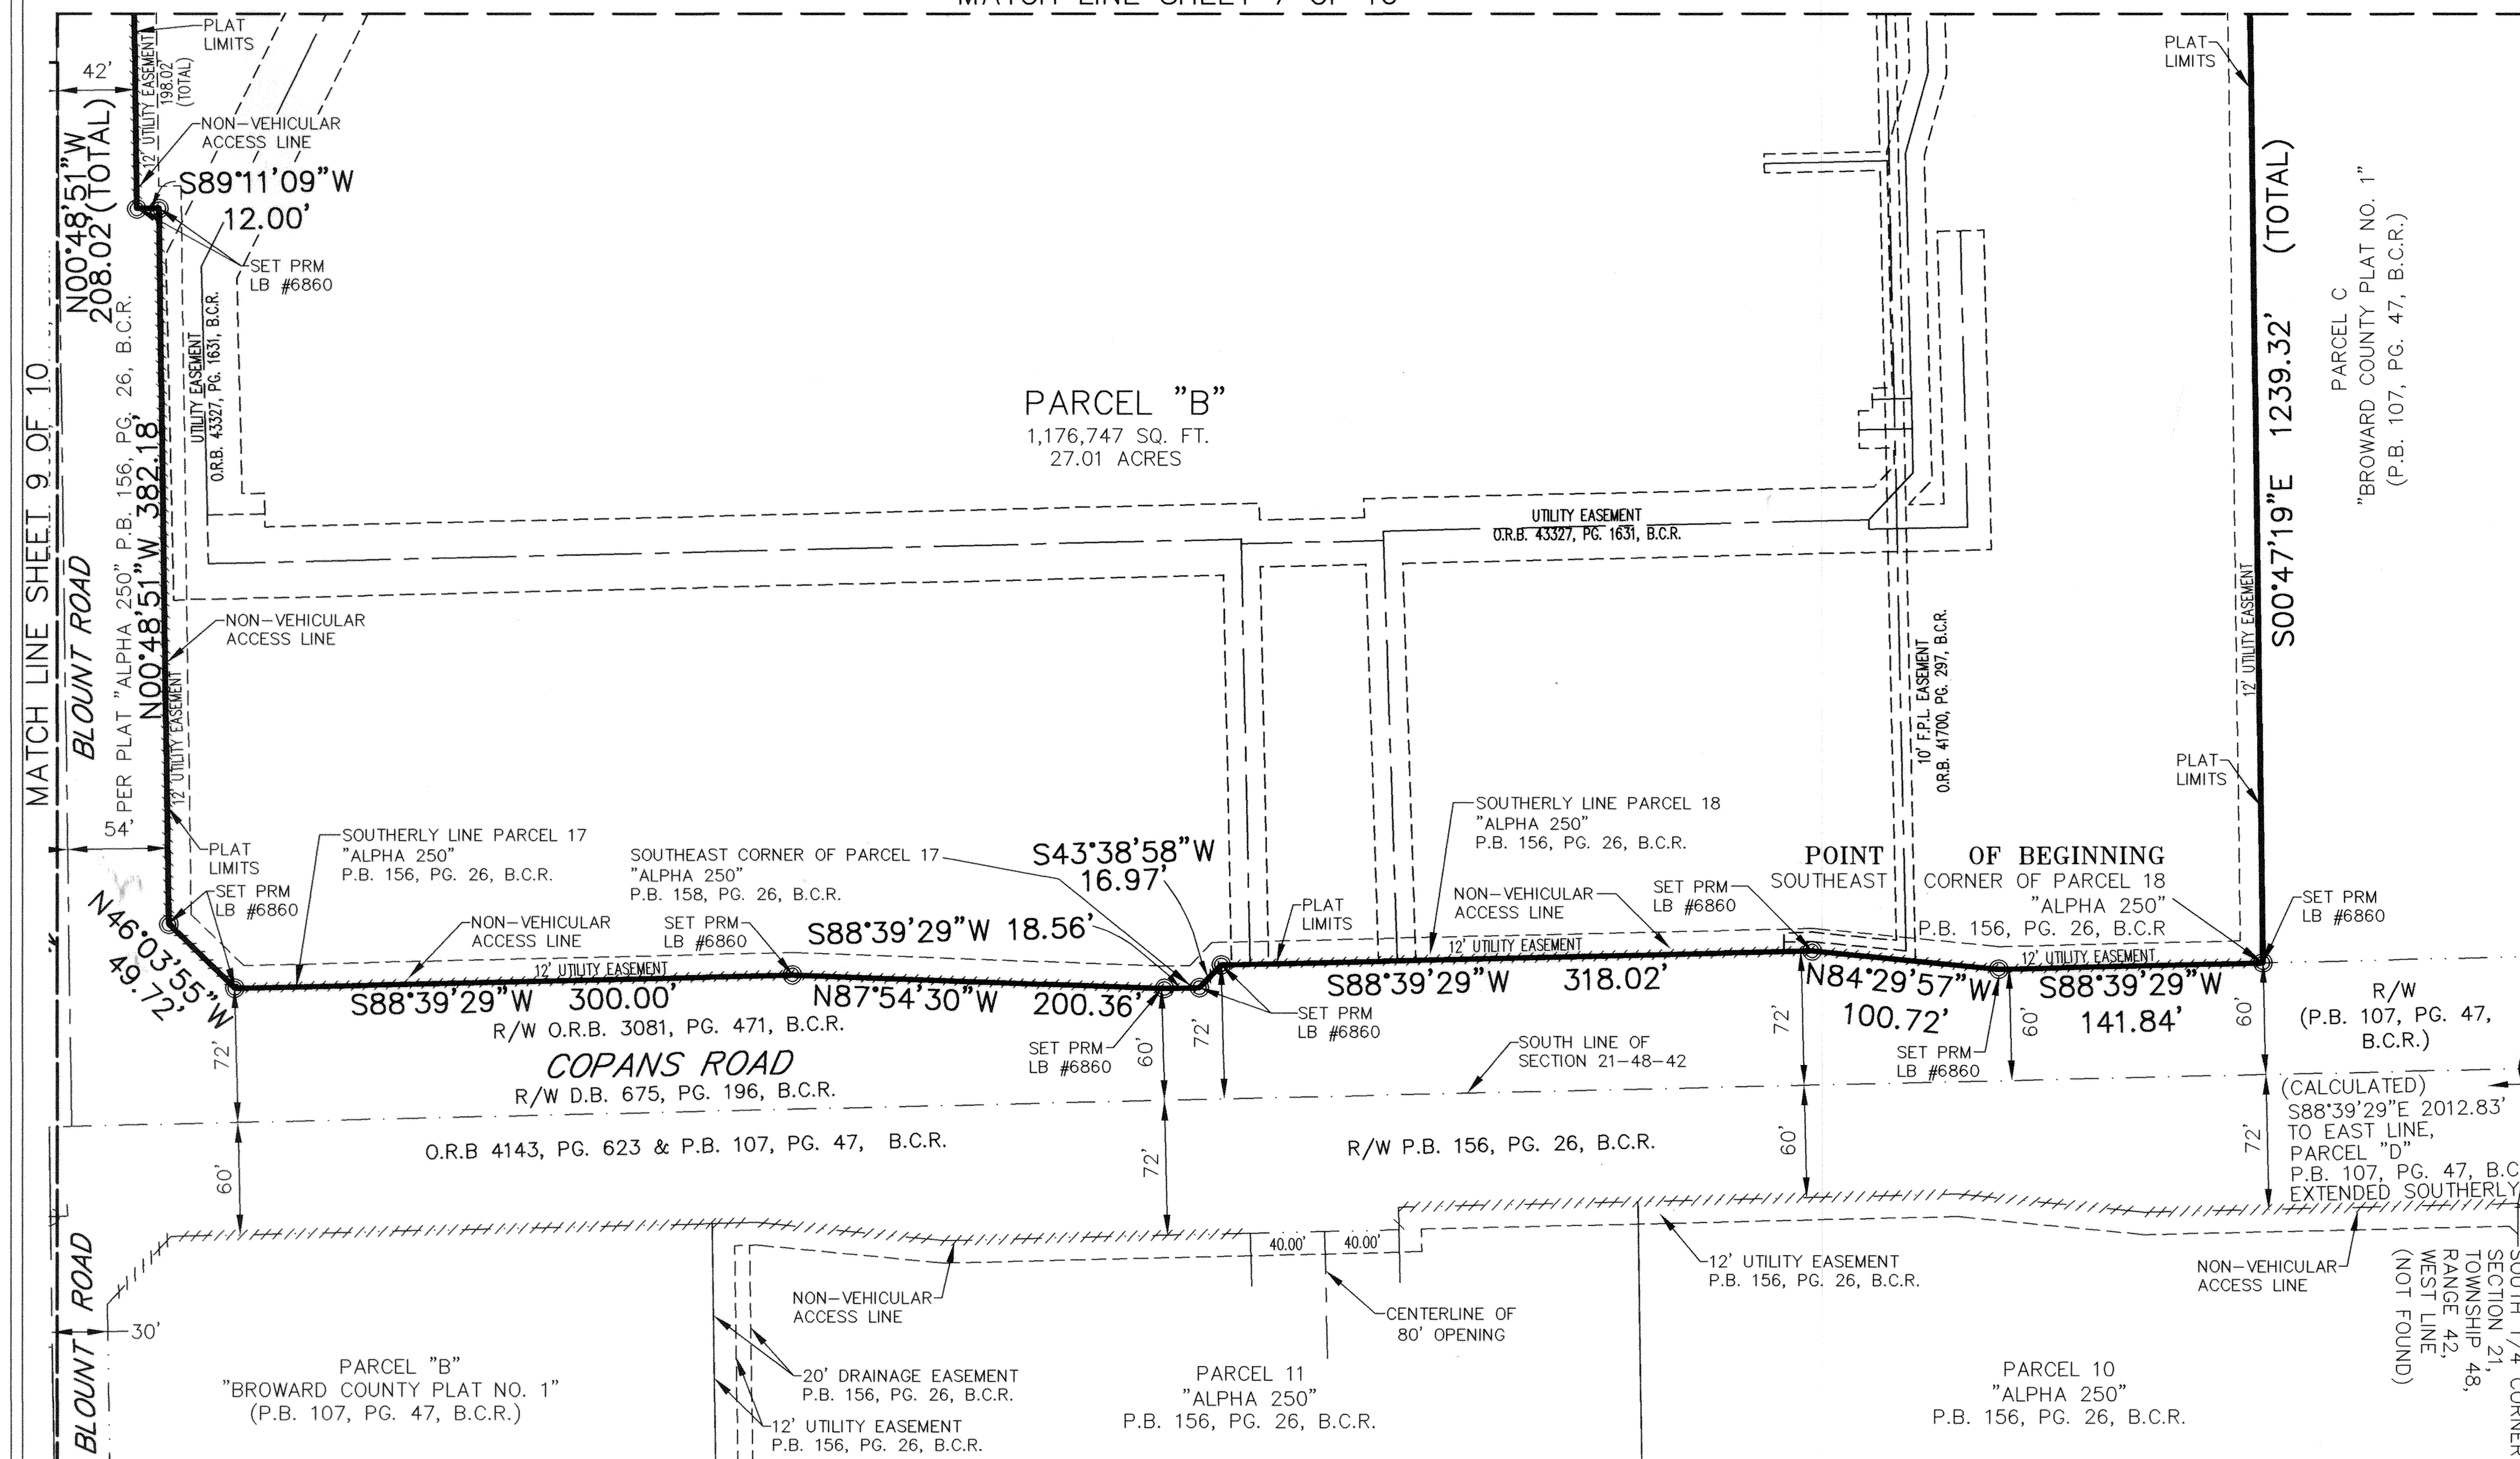 PLAT
LIMITS
42'
12' UTILITY EASEMENT
198.02
(TOTAL)
NON-VEHICULAR
ACCESS LINE
N00°48'51"W
208.02'(TOTAL)
S89°11'09"W
12.00'
SET PRM
LB #6860
PLAT
LIMITS
S00°47'19"E 1239.32' (TOTAL)
PARCEL C
"BROWARD COUNTY PLAT NO. 1"
(P.B. 107, PG. 47, B.C.R.)
MATCH LINE SHEET 9 OF 10
BLOUNT ROAD
PER PLAT "ALPHA 250" P.B. 156, PG. 26, B.C.R.
N00°48'51"W 382.18'
UTILITY EASEMENT
O.R.B. 43327, PG. 1631, B.C.R.
PARCEL "B"
1,176,747 SQ. FT.
27.01 ACRES
UTILITY EASEMENT
O.R.B. 43327, PG. 1631, B.C.R.
NON-VEHICULAR
ACCESS LINE
12' UTILITY EASEMENT
10' F.P.L. EASEMENT
O.R.B. 41700, PG. 297, B.C.R.
12' UTILITY EASEMENT
PLAT
LIMITS
54'
PLAT
LIMITS
SET PRM
LB #6860
SOUTHERLY LINE PARCEL 17
"ALPHA 250"
P.B. 156, PG. 26, B.C.R.
SOUTHEAST CORNER OF PARCEL 17
"ALPHA 250"
P.B. 158, PG. 26, B.C.R.
S43°38'58"W
16.97'
SOUTHERLY LINE PARCEL 18
"ALPHA 250"
P.B. 156, PG. 26, B.C.R.
POINT OF BEGINNING
SOUTHEAST CORNER OF PARCEL 18
"ALPHA 250"
P.B. 156, PG. 26, B.C.R
SET PRM
LB #6860
N46°03'55"W
49.72'
NON-VEHICULAR
ACCESS LINE
SET PRM
LB #6860
S88°39'29"W 18.56'
PLAT
LIMITS
NON-VEHICULAR
ACCESS LINE
SET PRM
LB #6860
12' UTILITY EASEMENT
12' UTILITY EASEMENT
12' UTILITY EASEMENT
S88°39'29"W 300.00'
N87°54'30"W 200.36'
S88°39'29"W 318.02'
N84°29'57"W
100.72'
S88°39'29"W
141.84'
R/W
(P.B. 107, PG. 47,
B.C.R.)
R/W O.R.B. 3081, PG. 471, B.C.R.
COPANS ROAD
R/W D.B. 675, PG. 196, B.C.R.
72'
SET PRM
LB #6860
60'
72'
SET PRM
LB #6860
SOUTH LINE OF
SECTION 21-48-42
72'
SET PRM
LB #6860
60'
60'
(CALCULATED)
S88°39'29"E 2012.83'
TO EAST LINE,
PARCEL "D"
P.B. 107, PG. 47, B.C
EXTENDED SOUTHERLY
O.R.B 4143, PG. 623 & P.B. 107, PG. 47, B.C.R.
R/W P.B. 156, PG. 26, B.C.R.
60'
72'
60'
72'
BLOUNT ROAD
30'
40.00' 40.00'
NON-VEHICULAR
ACCESS LINE
CENTERLINE OF
80' OPENING
12' UTILITY EASEMENT
P.B. 156, PG. 26, B.C.R.
NON-VEHICULAR
ACCESS LINE
SOUTH 1/4 CORNER
SECTION 21,
TOWNSHIP 48,
RANGE 42,
WEST LINE
(NOT FOUND)
PARCEL "B"
"BROWARD COUNTY PLAT NO. 1"
(P.B. 107, PG. 47, B.C.R.)
20' DRAINAGE EASEMENT
P.B. 156, PG. 26, B.C.R.
12' UTILITY EASEMENT
P.B. 156, PG. 26, B.C.R.
PARCEL 11
"ALPHA 250"
P.B. 156, PG. 26, B.C.R.
PARCEL 10
"ALPHA 250"
P.B. 156, PG. 26, B.C.R.